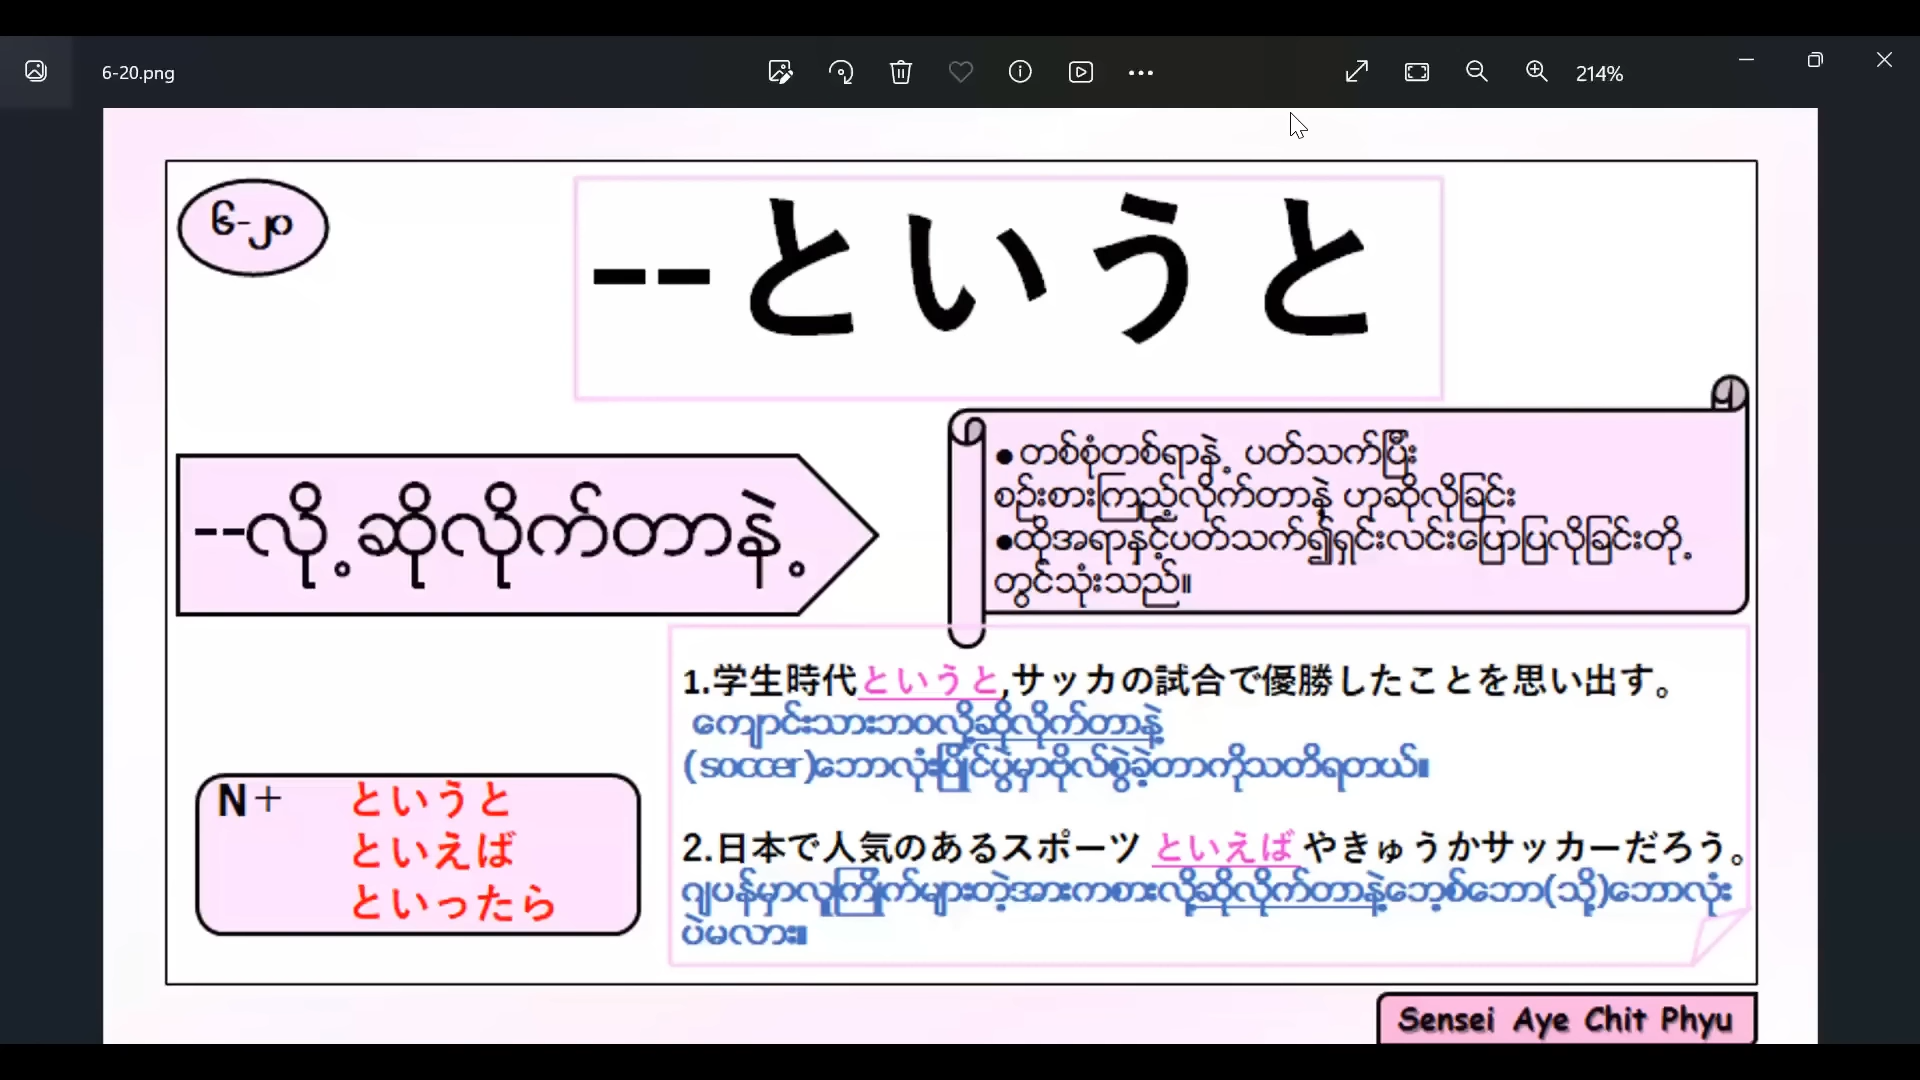 6-20.png
214%
၆-၂၀
--というと
--လို့ဆိုလိုက်တာနဲ့
● တစ်စုံတစ်ရာနဲ့ ပတ်သက်ပြီး
စဉ်းစားကြည့်လိုက်တာနဲ့ ဟုဆိုလိုခြင်း
●ထိုအရာနှင့်ပတ်သက်၍ရှင်းလင်းပြောပြလိုခြင်းတို့
တွင်သုံးသည်။
1.学生時代というと,サッカの試合で優勝したことを思い出す。
ကျောင်းသားဘဝလို့ဆိုလိုက်တာနဲ့
(soccer)ဘောလုံးပြိုင်ပွဲမှာဗိုလ်စွဲခဲ့တာကိုသတိရတယ်။
2.日本で人気のあるスポーツ といえば やきゅうかサッカーだろう。
ဂျပန်မှာလူကြိုက်များတဲ့အားကစားလို့ဆိုလိုက်တာနဲ့ဘေ့စ်ဘော(သို့)ဘောလုံး
ပဲမလား။
N+ というと
といえば
といったら
Sensei Aye Chit Phyu